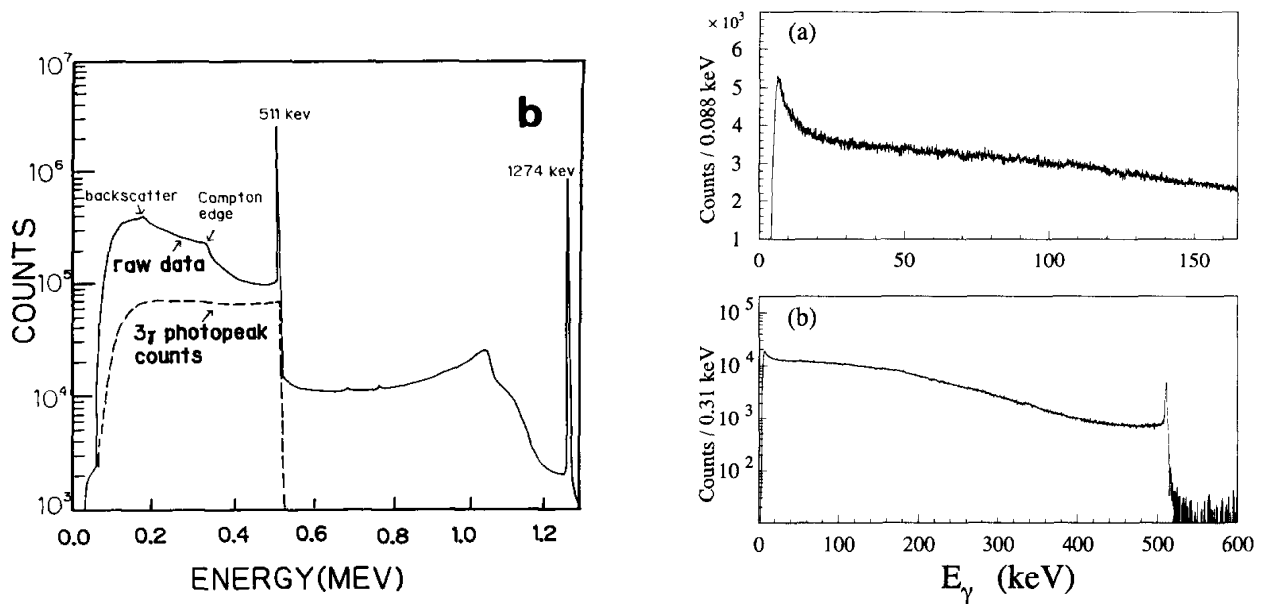 b
511 kev
1274 kev
backscatter
Compton
edge
raw data
3γ photopeak
counts
COUNTS
10⁷
10⁶
10⁵
10⁴
10³
0.0 0.2 0.4 0.6 0.8 1.0 1.2
ENERGY(MEV)
× 10³
(a)
Counts / 0.088 keV
7
6
5
4
3
2
1
0 50 100 150
(b)
Counts / 0.31 keV
10⁵
10⁴
10³
10²
0 100 200 300 400 500 600
Eγ (keV)